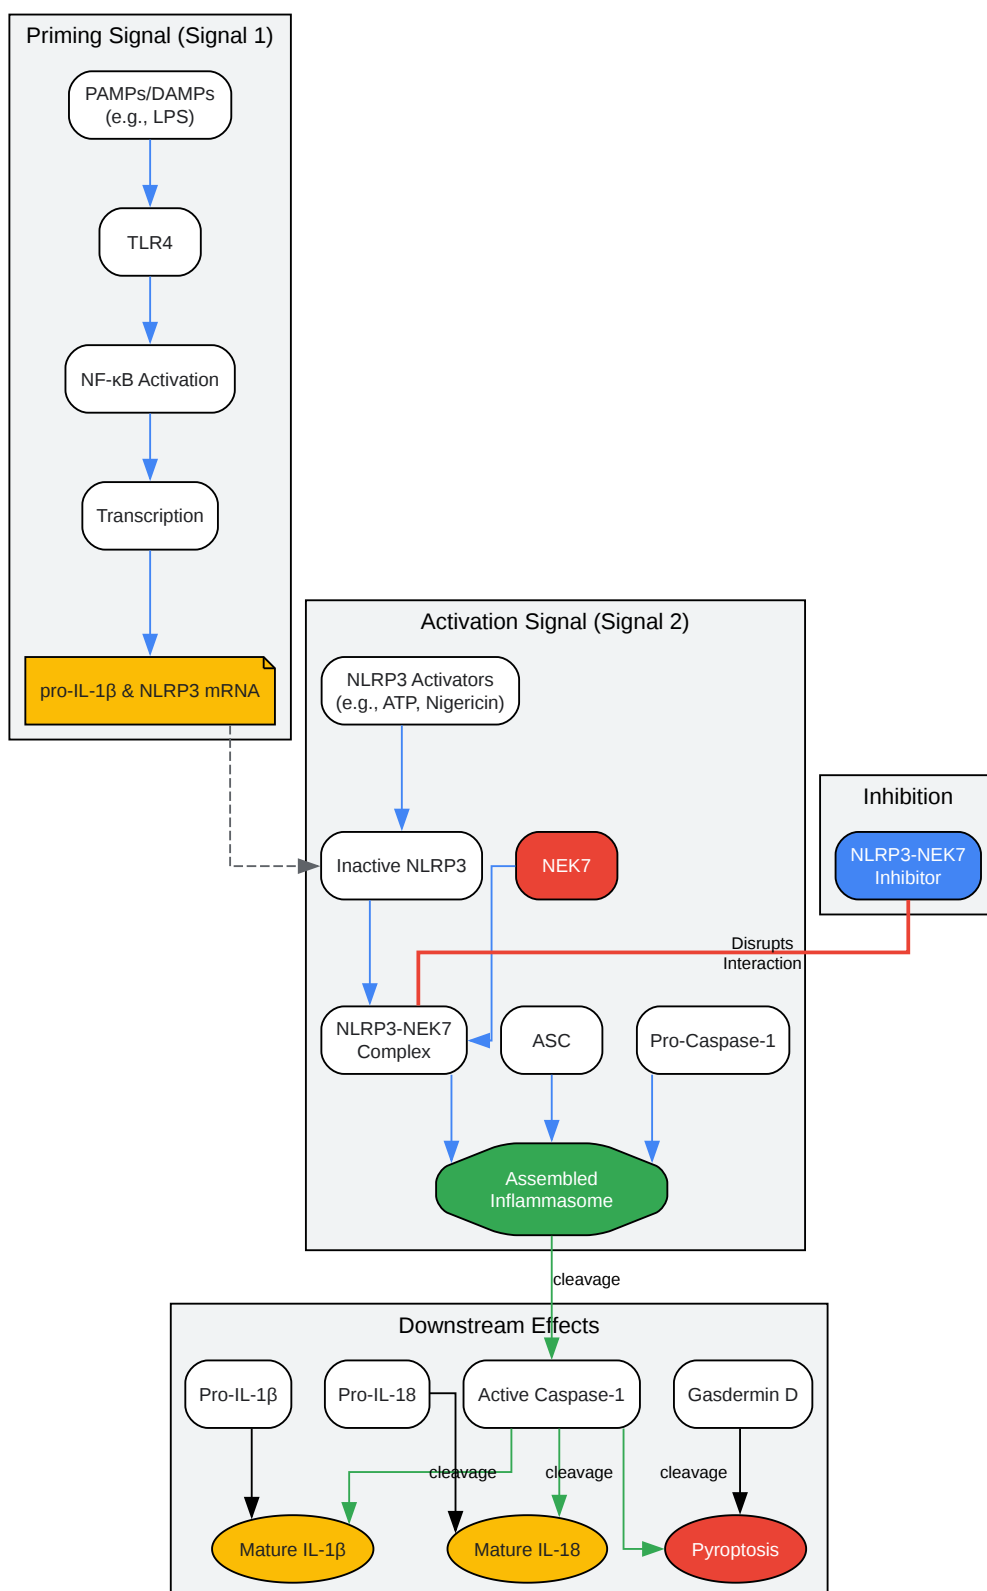 Priming Signal (Signal 1)
PAMPs/DAMPs
(e.g., LPS)
TLR4
NF-κB Activation
Transcription
pro-IL-1β & NLRP3 mRNA
Activation Signal (Signal 2)
NLRP3 Activators
(e.g., ATP, Nigericin)
Inactive NLRP3
NEK7
Inhibition
NLRP3-NEK7
Inhibitor
Disrupts
Interaction
NLRP3-NEK7
Complex
ASC
Pro-Caspase-1
Assembled
Inflammasome
cleavage
Downstream Effects
Pro-IL-1β
Pro-IL-18
Active Caspase-1
Gasdermin D
cleavage
cleavage
cleavage
Mature IL-1β
Mature IL-18
Pyroptosis